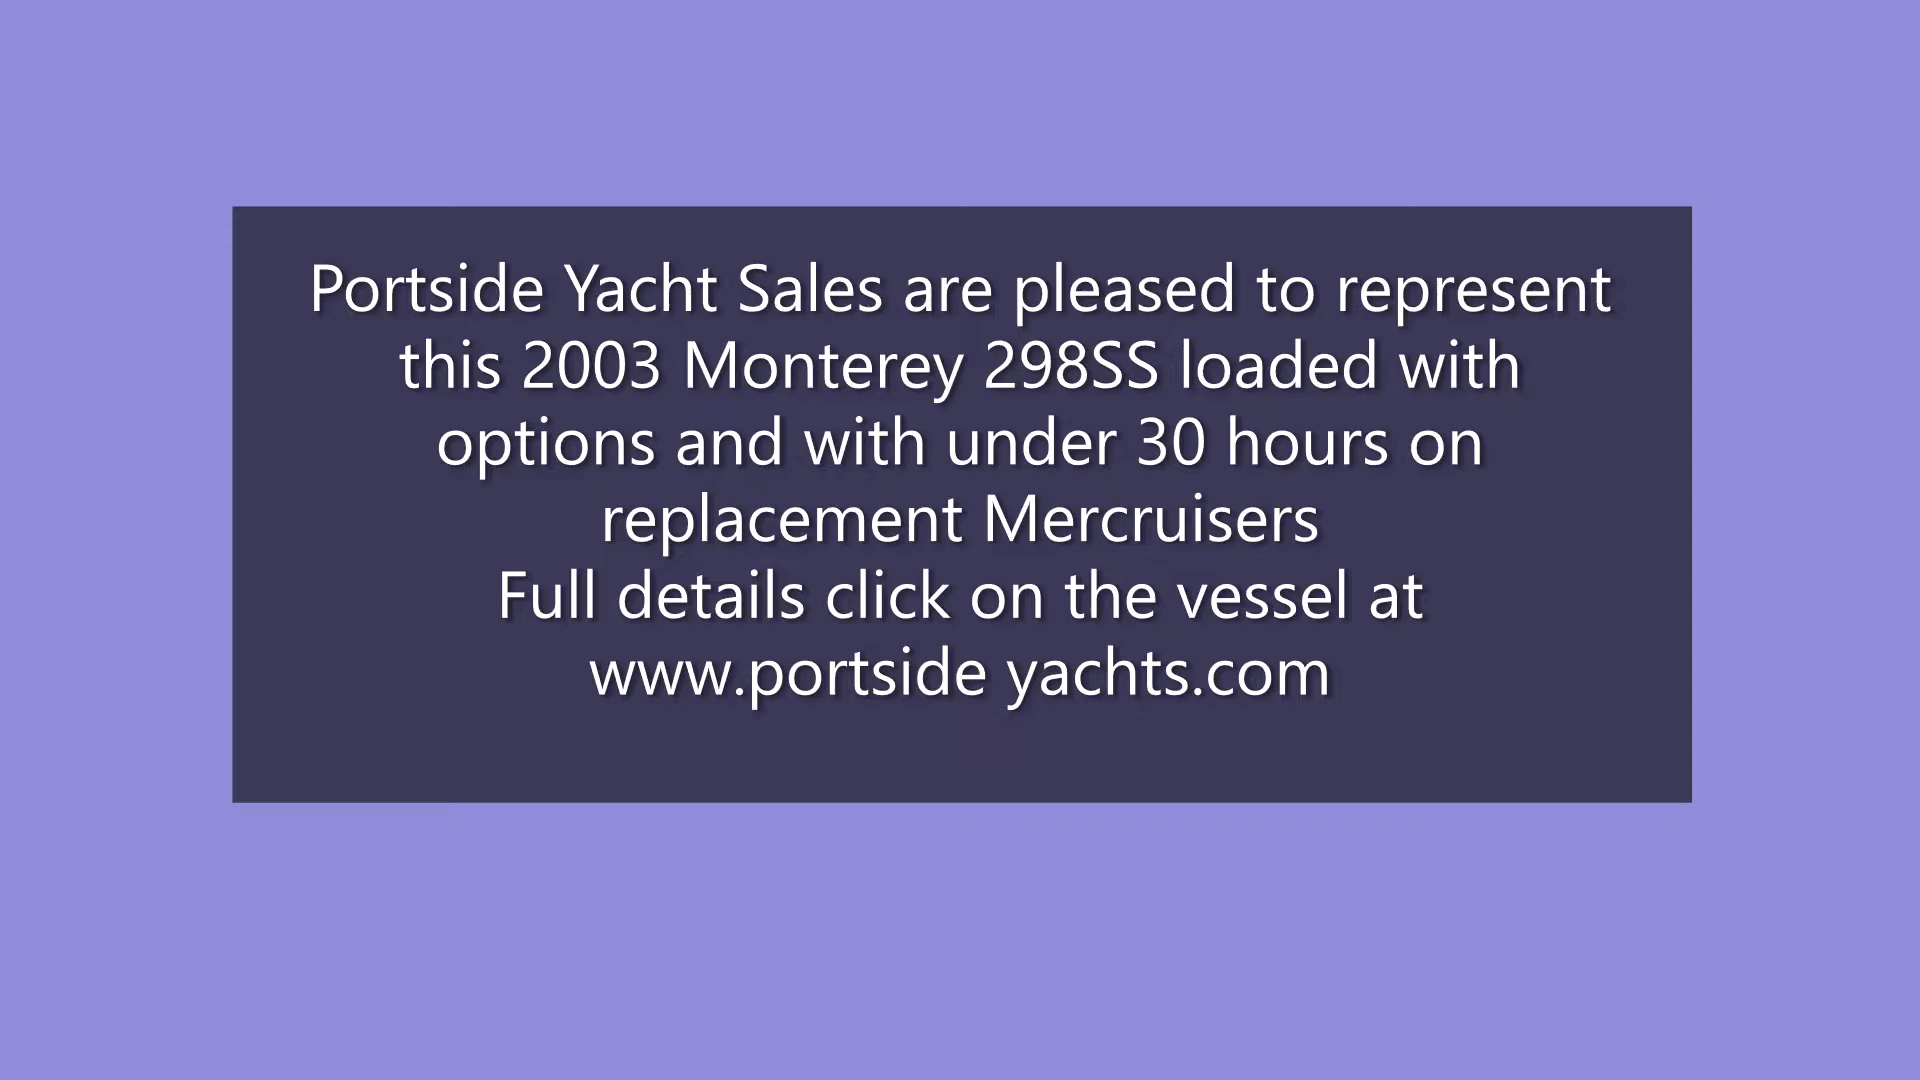 Portside Yacht Sales are pleased to represent
this 2003 Monterey 298SS loaded with
options and with under 30 hours on
replacement Mercruisers
Full details click on the vessel at
www.portside yachts.com